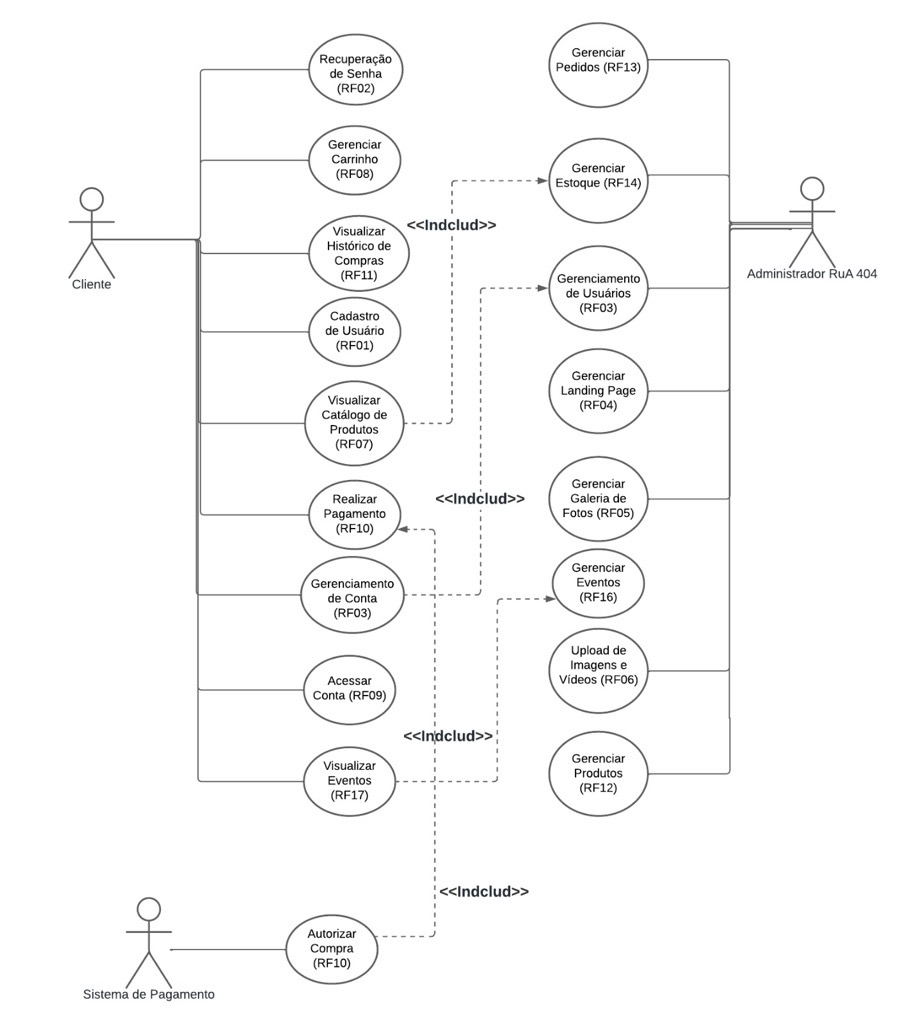 Recuperação
de Senha
(RF02)
Gerenciar
Pedidos (RF13)
Gerenciar
Carrinho
(RF08)
Gerenciar
Estoque (RF14)
<<Indclud>>
Visualizar
Histórico de
Compras
(RF11)
Cliente
Administrador RuA 404
Gerenciamento
de Usuários
(RF03)
Cadastro
de Usuário
(RF01)
Gerenciar
Landing Page
(RF04)
Visualizar
Catálogo de
Produtos
(RF07)
Gerenciar
Galeria de
Fotos (RF05)
<<Indclud>>
Realizar
Pagamento
(RF10)
Gerenciar
Eventos
(RF16)
Gerenciamento
de Conta
(RF03)
Upload de
Imagens e
Vídeos (RF06)
Acessar
Conta (RF09)
<<Indclud>>
Visualizar
Eventos
(RF17)
Gerenciar
Produtos
(RF12)
<<Indclud>>
Autorizar
Compra
(RF10)
Sistema de Pagamento